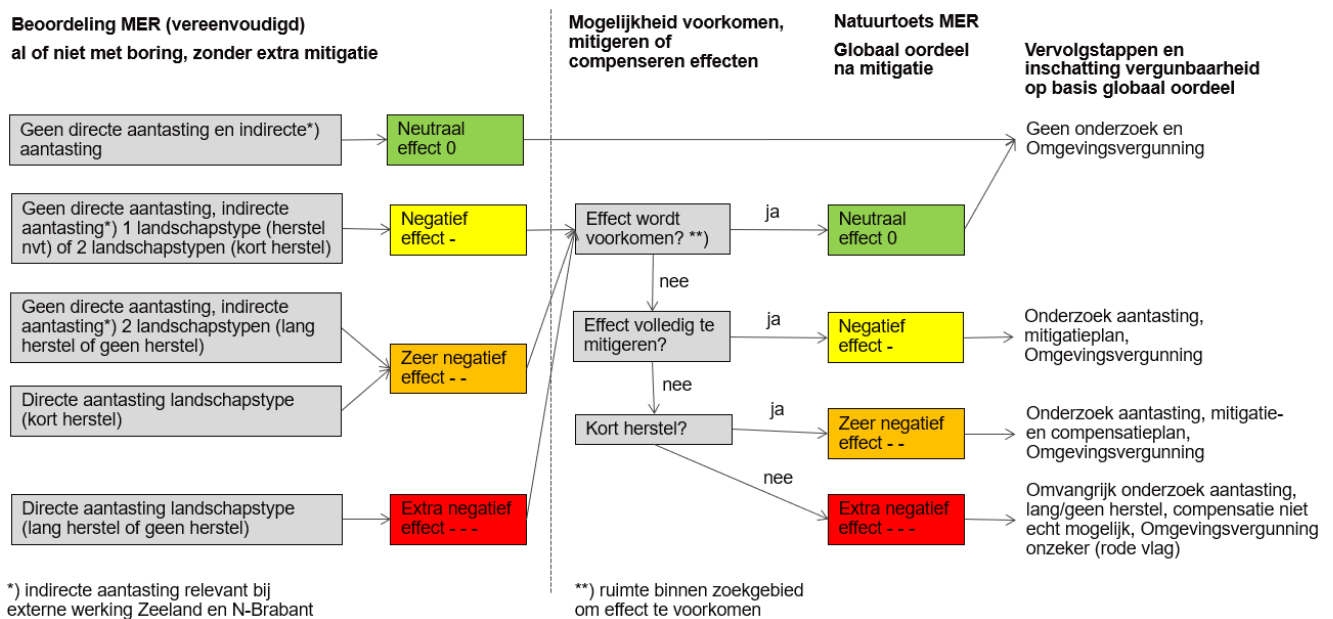 Beoordeling MER (vereenvoudigd)
al of niet met boring, zonder extra mitigatie
Mogelijkheid voorkomen,
mitigeren of
compenseren effecten
Natuurtoets MER
Globaal oordeel
na mitigatie
Vervolgstappen en
inschatting vergunbaarheid
op basis globaal oordeel
Geen directe aantasting en indirecte*)
aantasting
Neutraal
effect 0
Geen onderzoek en
Omgevingsvergunning
Geen directe aantasting, indirecte
aantasting*) 1 landschapstype (herstel
nvt) of 2 landschapstypen (kort herstel)
Negatief
effect -
Effect wordt
voorkomen? **)
ja
Neutraal
effect 0
nee
Geen directe aantasting, indirecte
aantasting*) 2 landschapstypen (lang
herstel of geen herstel)
Zeer negatief
effect - -
Effect volledig te
mitigeren?
ja
Negatief
effect -
Onderzoek aantasting,
mitigatieplan,
Omgevingsvergunning
nee
Directe aantasting landschapstype
(kort herstel)
Kort herstel?
ja
Zeer negatief
effect - -
Onderzoek aantasting, mitigatie-
en compensatieplan,
Omgevingsvergunning
nee
Directe aantasting landschapstype
(lang herstel of geen herstel)
Extra negatief
effect - - -
Extra negatief
effect - - -
Omvangrijk onderzoek aantasting,
lang/geen herstel, compensatie niet
echt mogelijk, Omgevingsvergunning
onzeker (rode vlag)
*) indirecte aantasting relevant bij
externe werking Zeeland en N-Brabant
**) ruimte binnen zoekgebied
om effect te voorkomen